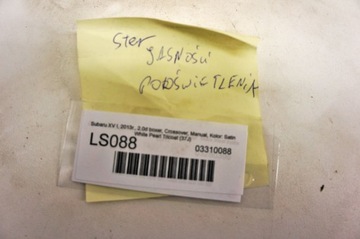 Ster
JASNOŚCI
PODŚWIETLENIA
Subaru XV I, 2013r., 2.0d boxer, Crossover, Manual, Kolor: Satin
White Pearl Tricoat (37J)
LS088
03310088